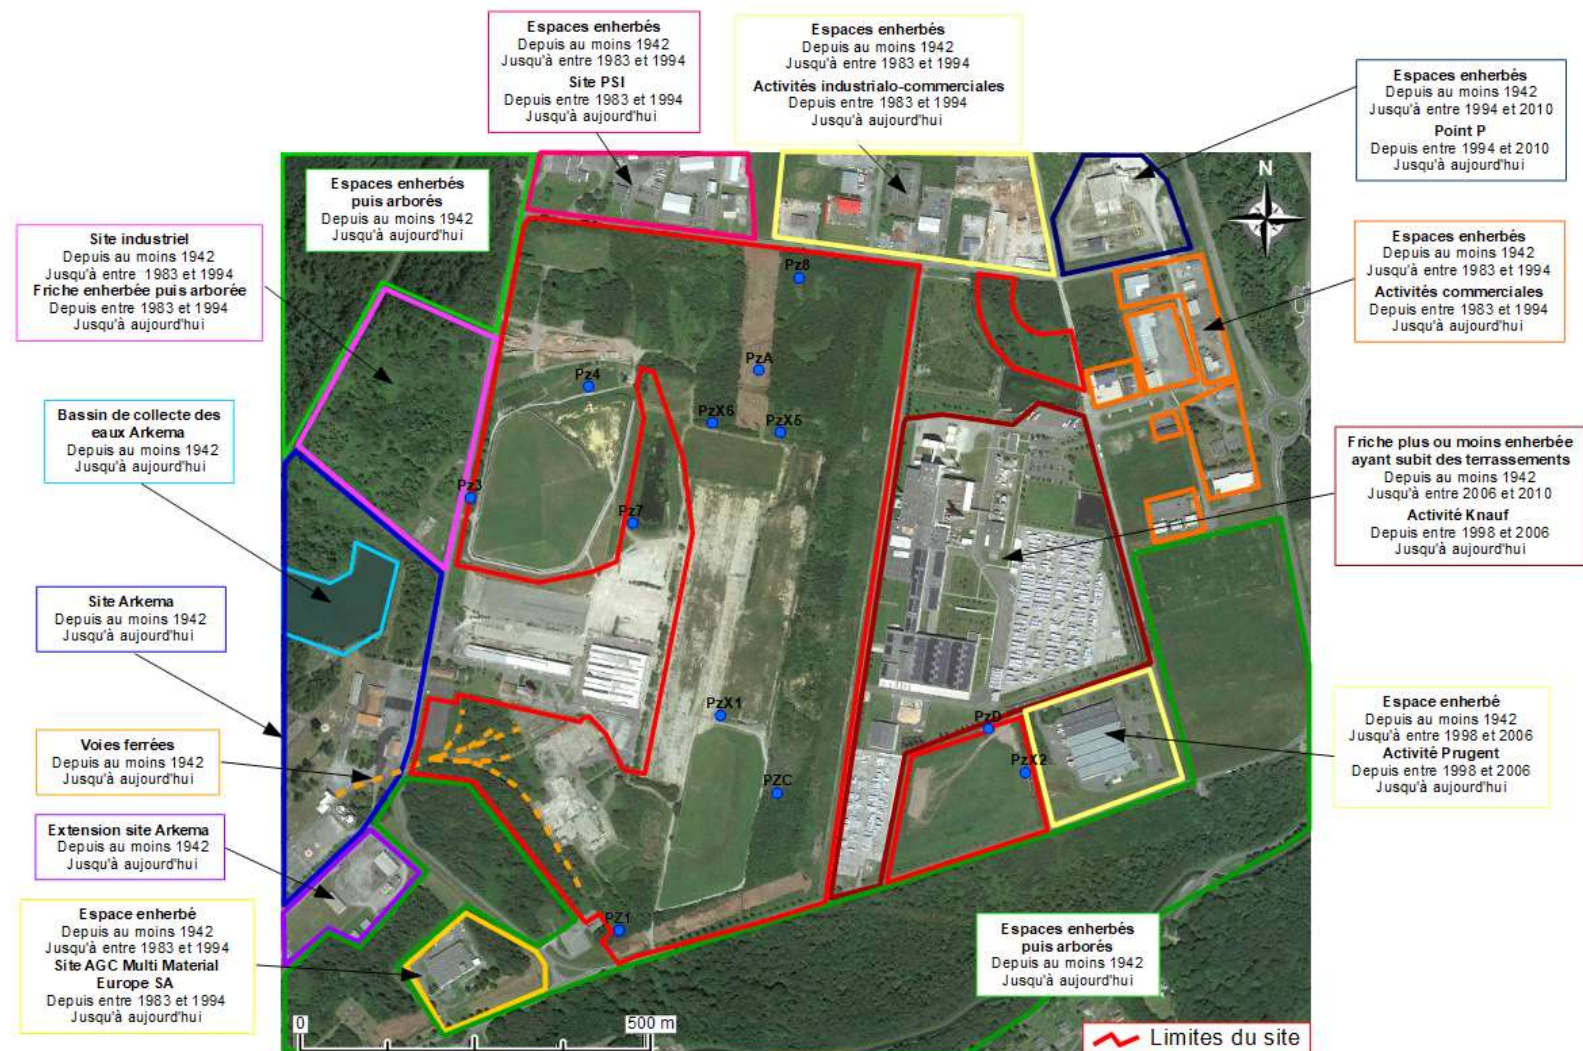 Espaces enherbés
Depuis au moins 1942
Jusqu'à entre 1983 et 1994
Site PSI
Depuis entre 1983 et 1994
Jusqu'à aujourd'hui
Espaces enherbés
Depuis au moins 1942
Jusqu'à entre 1983 et 1994
Activités industrialo-commerciales
Depuis entre 1983 et 1994
Jusqu'à aujourd'hui
Espaces enherbés
Depuis au moins 1942
Jusqu'à entre 1994 et 2010
Point P
Depuis entre 1994 et 2010
Jusqu'à aujourd'hui
Espaces enherbés
puis arborés
Depuis au moins 1942
Jusqu'à aujourd'hui
N
Site industriel
Depuis au moins 1942
Jusqu'à entre 1983 et 1994
Friche enherbée puis arborée
Depuis entre 1983 et 1994
Jusqu'à aujourd'hui
Espaces enherbés
Depuis au moins 1942
Jusqu'à entre 1983 et 1994
Activités commerciales
Depuis entre 1983 et 1994
Jusqu'à aujourd'hui
Pz8
PzA
Pz4
PzX6
PzX5
Pz3
Pz7
Bassin de collecte des
eaux Arkema
Depuis au moins 1942
Jusqu'à aujourd'hui
Friche plus ou moins enherbée
ayant subit des terrassements
Depuis au moins 1942
Jusqu'à entre 2006 et 2010
Activité Knauf
Depuis entre 1998 et 2006
Jusqu'à aujourd'hui
Site Arkema
Depuis au moins 1942
Jusqu'à aujourd'hui
PzX1
PzD
PzX2
PZC
Voies ferrées
Depuis au moins 1942
Jusqu'à aujourd'hui
Espace enherbé
Depuis au moins 1942
Jusqu'à entre 1998 et 2006
Activité Prugent
Depuis entre 1998 et 2006
Jusqu'à aujourd'hui
Extension site Arkema
Depuis au moins 1942
Jusqu'à aujourd'hui
PZ1
Espace enherbé
Depuis au moins 1942
Jusqu'à entre 1983 et 1994
Site AGC Multi Material
Europe SA
Depuis entre 1983 et 1994
Jusqu'à aujourd'hui
Espaces enherbés
puis arborés
Depuis au moins 1942
Jusqu'à aujourd'hui
0
500 m
Limites du site